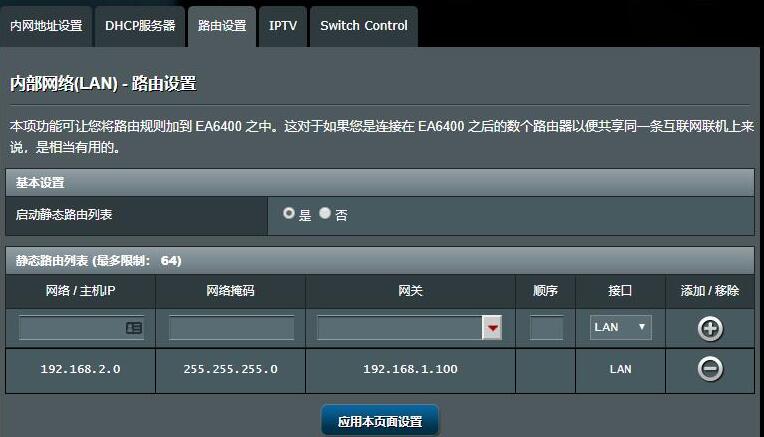 内网地址设置 DHCP服务器 路由设置 IPTV Switch Control
内部网络(LAN) - 路由设置
本项功能可让您将路由规则加到 EA6400 之中。这对于如果您是连接在 EA6400 之后的数个路由器以便共享同一条互联网联机上来
说，是相当有用的。
基本设置
启动静态路由列表 是 否
静态路由列表 (最多限制： 64)
网络 / 主机IP 网络掩码 网关 顺序 接口 添加 / 移除
LAN
192.168.2.0 255.255.255.0 192.168.1.100 LAN
应用本页面设置